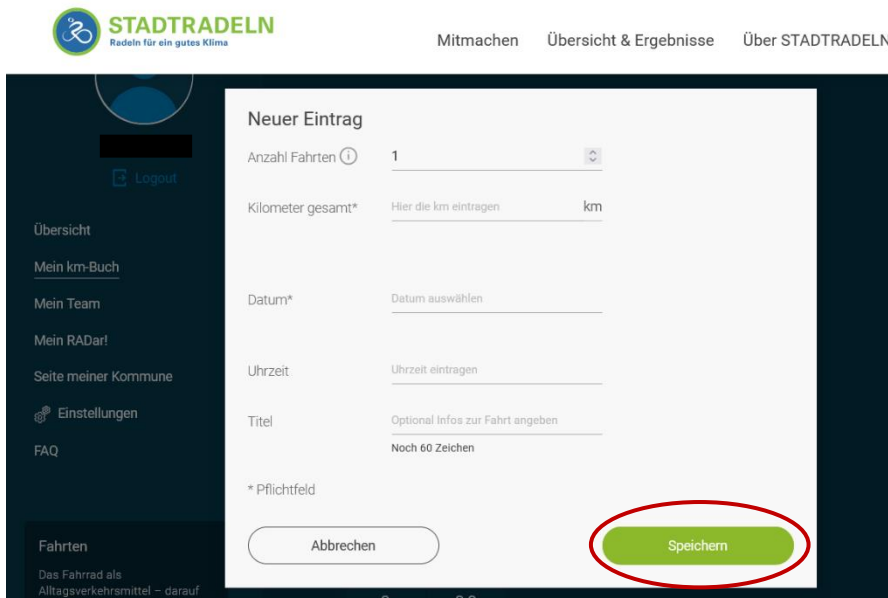 STADTRADELN
Radeln für ein gutes Klima
Mitmachen Übersicht & Ergebnisse Über STADTRADELN
Logout
Übersicht
Mein km-Buch
Mein Team
Mein RADar!
Seite meiner Kommune
Einstellungen
FAQ
Fahrten
Das Fahrrad als
Alltagsverkehrsmittel – darauf
Neuer Eintrag
Anzahl Fahrten i 1
Kilometer gesamt* Hier die km eintragen km
Datum* Datum auswählen
Uhrzeit Uhrzeit eintragen
Titel Optional Infos zur Fahrt angeben
Noch 60 Zeichen
* Pflichtfeld
Abbrechen Speichern